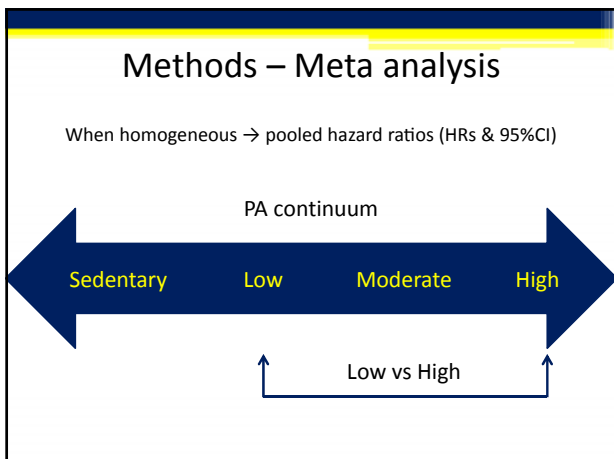 Methods – Meta analysis
When homogeneous → pooled hazard ratios (HRs & 95%CI)
PA continuum
Sedentary Low Moderate High
Low vs High